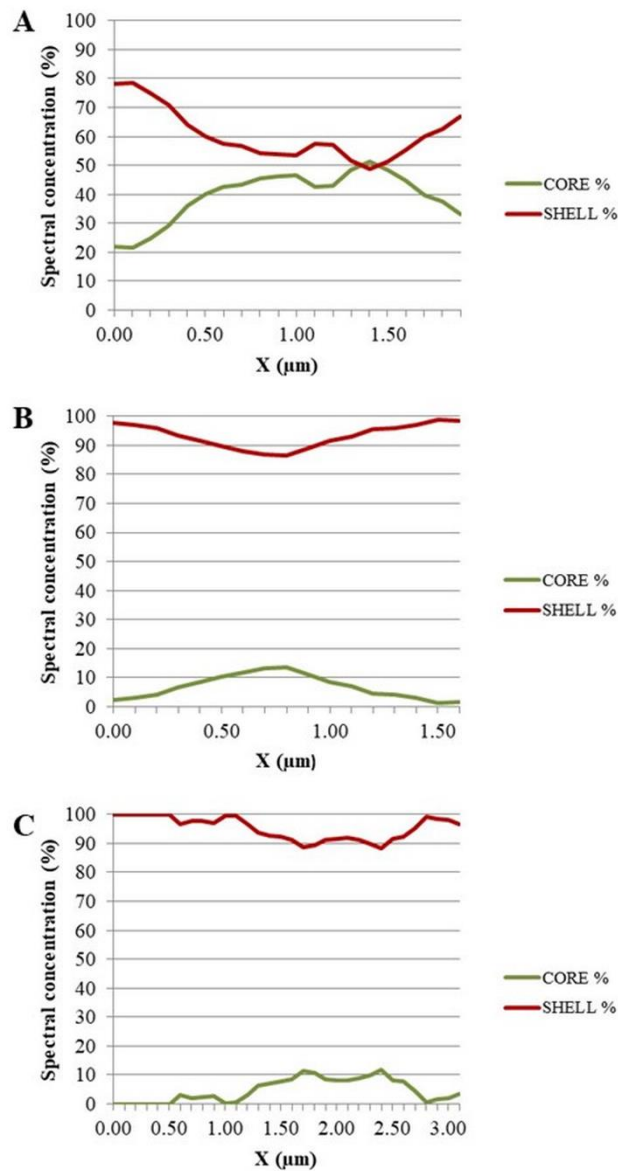 A
Spectral concentration (%)
100
90
80
70
60
50
40
30
20
10
0
0.00 0.50 1.00 1.50
X (µm)
CORE %
SHELL %
B
Spectral concentration (%)
100
90
80
70
60
50
40
30
20
10
0
0.00 0.50 1.00 1.50
X (µm)
CORE %
SHELL %
C
Spectral concentration (%)
100
90
80
70
60
50
40
30
20
10
0
0.00 0.50 1.00 1.50 2.00 2.50 3.00
X (µm)
CORE %
SHELL %